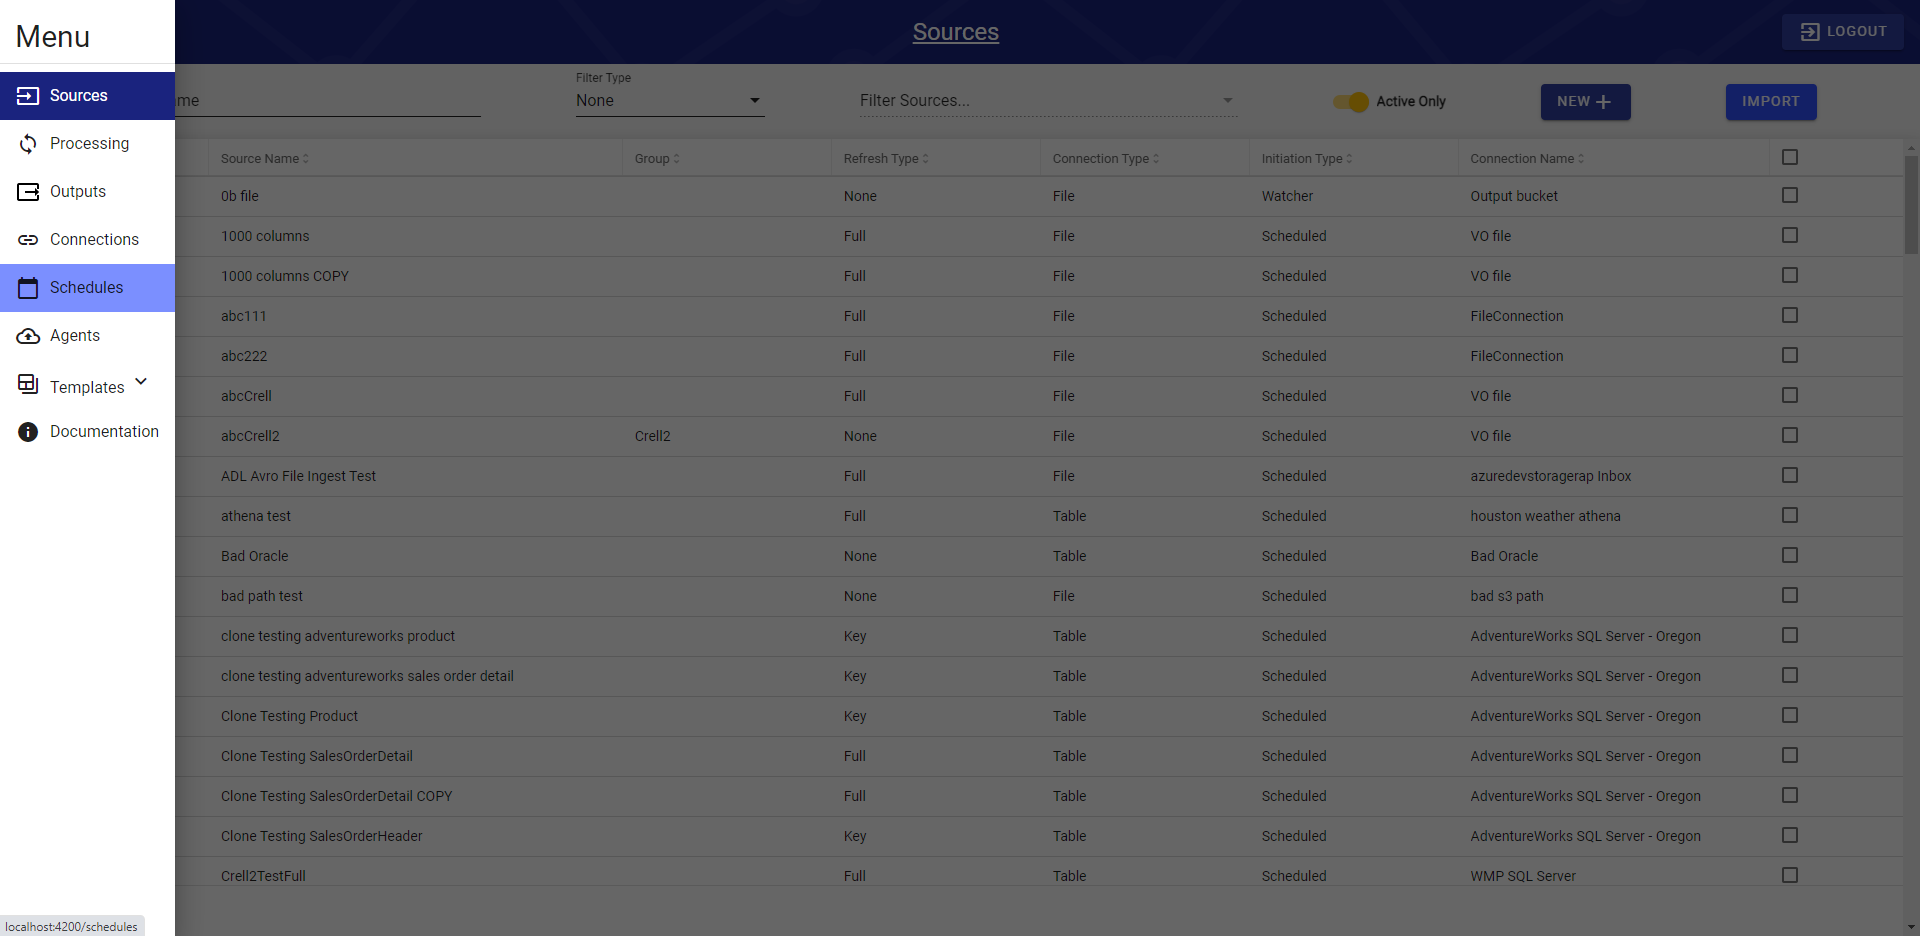 Menu
Sources
Processing
Outputs
Connections
Schedules
Agents
Templates
Documentation
Sources
LOGOUT
me
Filter Type
None
Filter Sources...
Active Only
NEW
IMPORT
Source Name Group Refresh Type Connection Type Initiation Type Connection Name
0b file None File Watcher Output bucket
1000 columns Full File Scheduled VO file
1000 columns COPY Full File Scheduled VO file
abc111 Full File Scheduled FileConnection
abc222 Full File Scheduled FileConnection
abcCrell Full File Scheduled VO file
abcCrell2 Crell2 None File Scheduled VO file
ADL Avro File Ingest Test Full File Scheduled azuredevstoragerap Inbox
athena test Full Table Scheduled houston weather athena
Bad Oracle None Table Scheduled Bad Oracle
bad path test None File Scheduled bad s3 path
clone testing adventureworks product Key Table Scheduled AdventureWorks SQL Server - Oregon
clone testing adventureworks sales order detail Key Table Scheduled AdventureWorks SQL Server - Oregon
Clone Testing Product Key Table Scheduled AdventureWorks SQL Server - Oregon
Clone Testing SalesOrderDetail Full Table Scheduled AdventureWorks SQL Server - Oregon
Clone Testing SalesOrderDetail COPY Full Table Scheduled AdventureWorks SQL Server - Oregon
Clone Testing SalesOrderHeader Key Table Scheduled AdventureWorks SQL Server - Oregon
Crell2TestFull Full Table Scheduled WMP SQL Server
localhost:4200/schedules